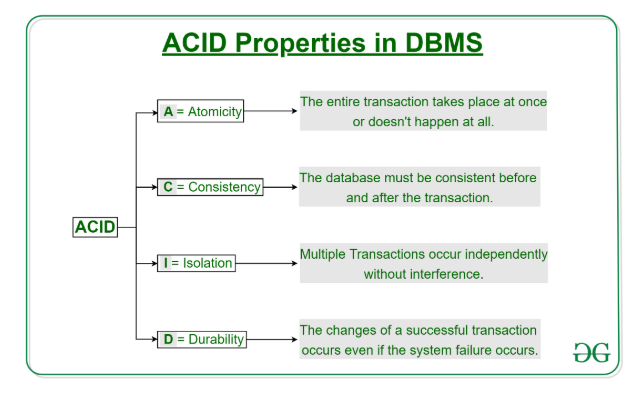 ACID Properties in DBMS
A = Atomicity
The entire transaction takes place at once
or doesn't happen at all.
C = Consistency
The database must be consistent before
and after the transaction.
ACID
I = Isolation
Multiple Transactions occur independently
without interference.
D = Durability
The changes of a successful transaction
occurs even if the system failure occurs.